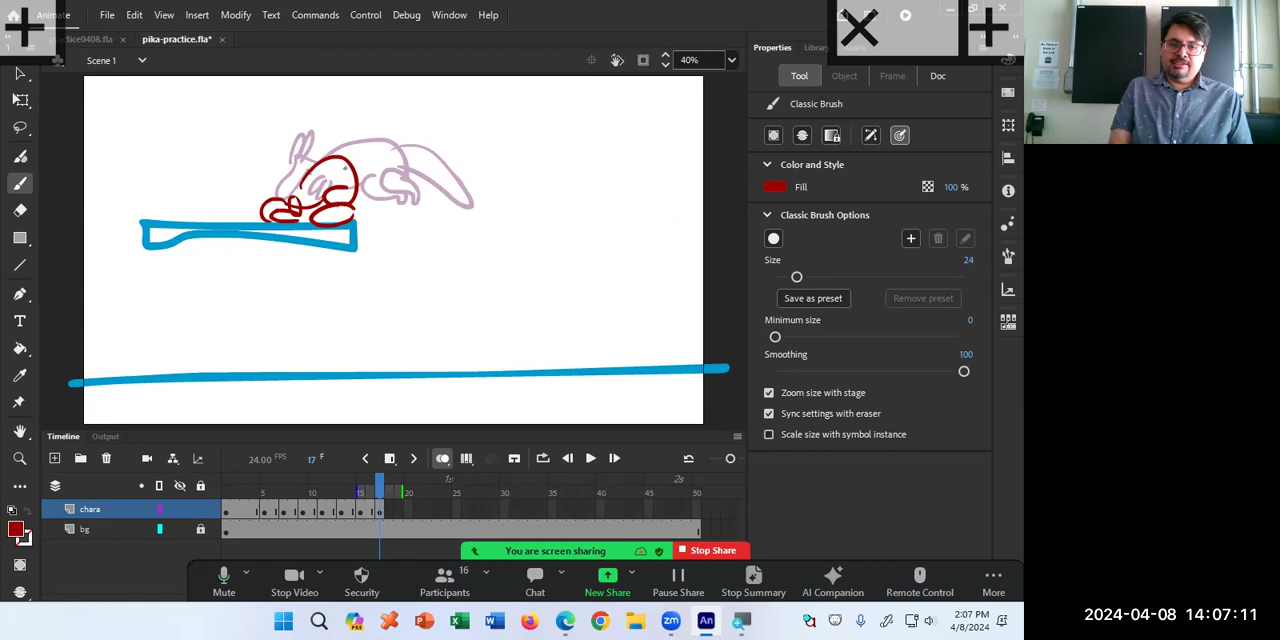 Animate File Edit View Insert Modify Text Commands Control Debug Window Help
practice0408.fla × pika-practice.fla* ×
Scene 1 40%
Properties Library
Tool Object Frame Doc
Classic Brush
Color and Style
Fill 100 %
Classic Brush Options
Size 24
Save as preset Remove preset
Minimum size 0
Smoothing 100
Zoom size with stage
Sync settings with eraser
Scale size with symbol instance
Timeline Output
24.00 FPS 17 F
1s 2s
5 10 15 20 25 30 35 40 45 50
chara
bg
You are screen sharing Stop Share
16
Mute Stop Video Security Participants Chat New Share Pause Share Stop Summary AI Companion Remote Control More
2:07 PM
4/8/2024
2024-04-08 14:07:11